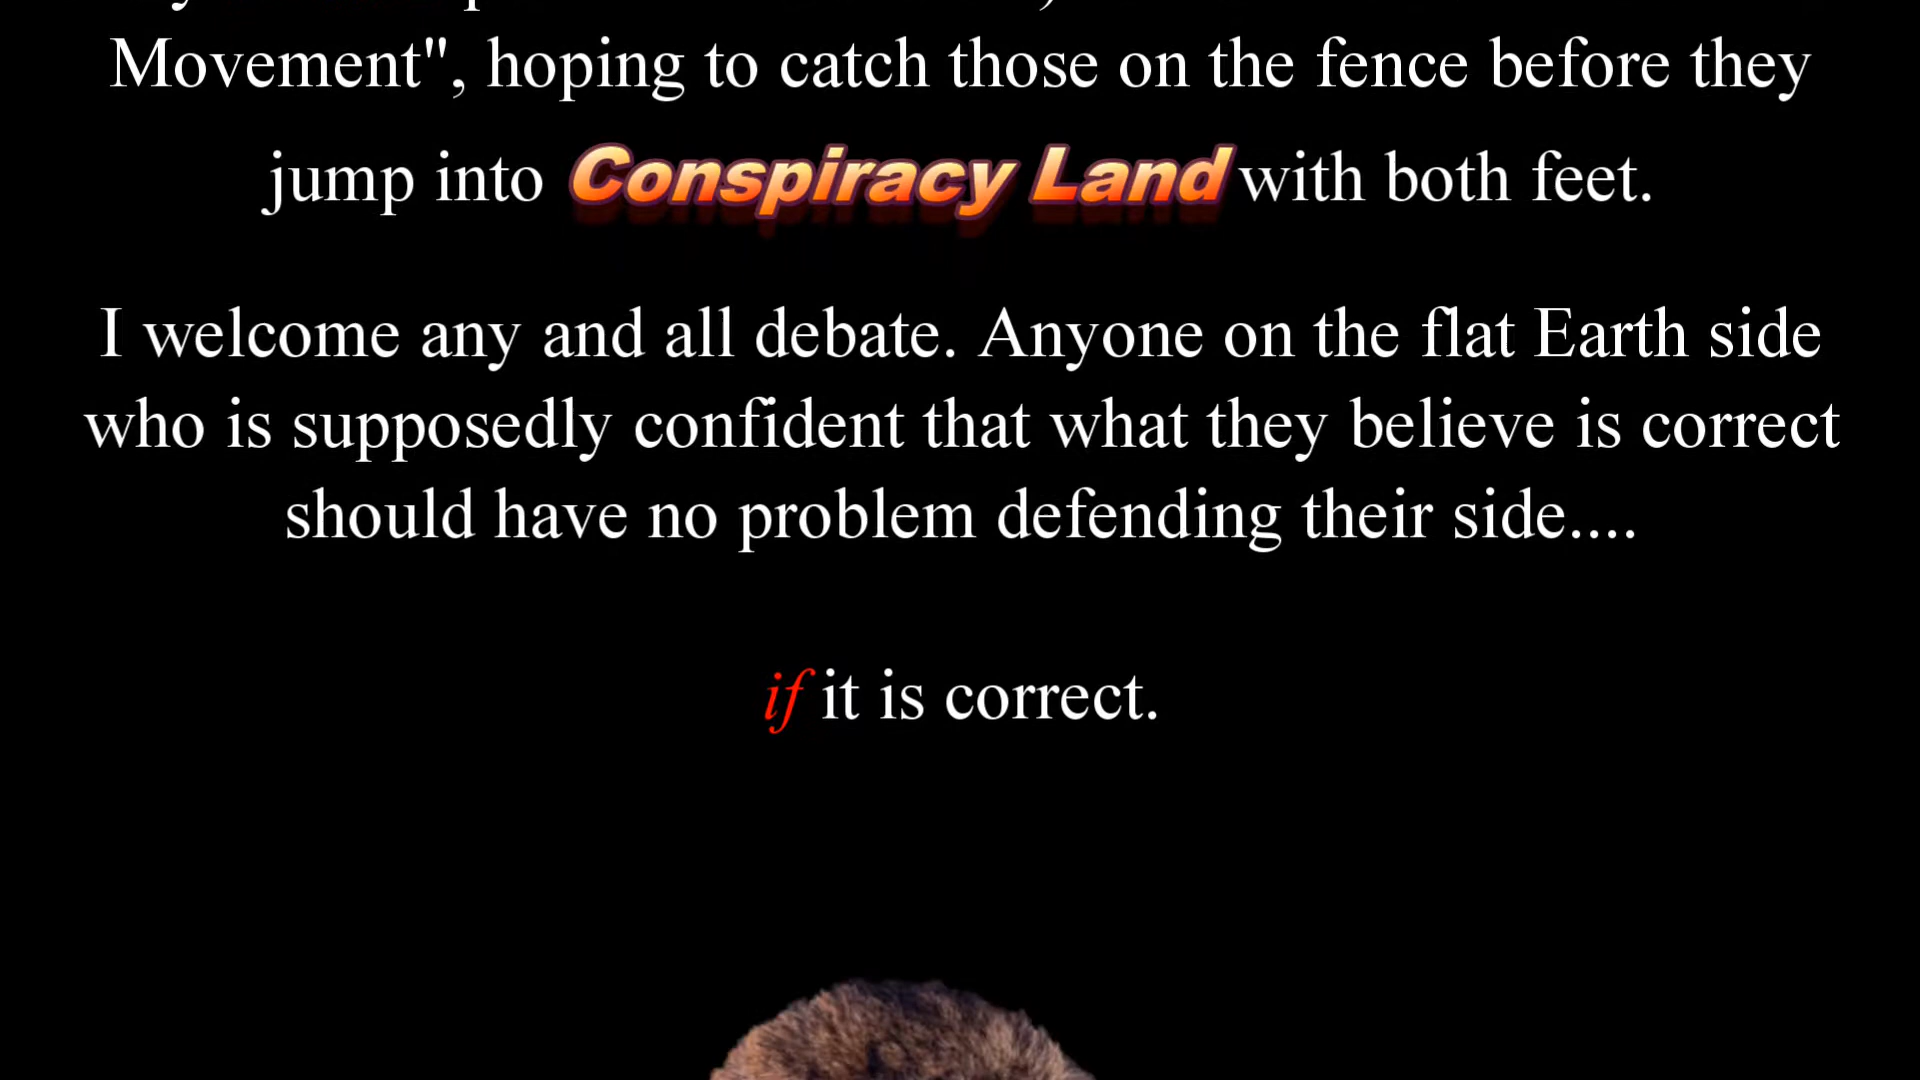 Movement", hoping to catch those on the fence before they
jump into Conspiracy Land with both feet.
I welcome any and all debate. Anyone on the flat Earth side
who is supposedly confident that what they believe is correct
should have no problem defending their side....
if it is correct.